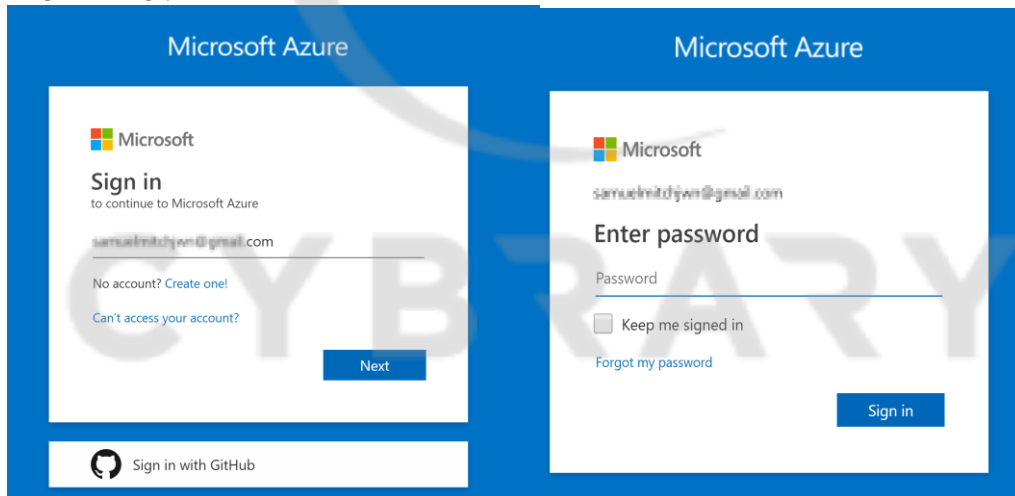 Microsoft Azure
Microsoft
Sign in
to continue to Microsoft Azure
.com
No account? Create one!
Can't access your account?
Next
Sign in with GitHub
Microsoft Azure
Microsoft
Enter password
Password
Keep me signed in
Forgot my password
Sign in
CYBRARY